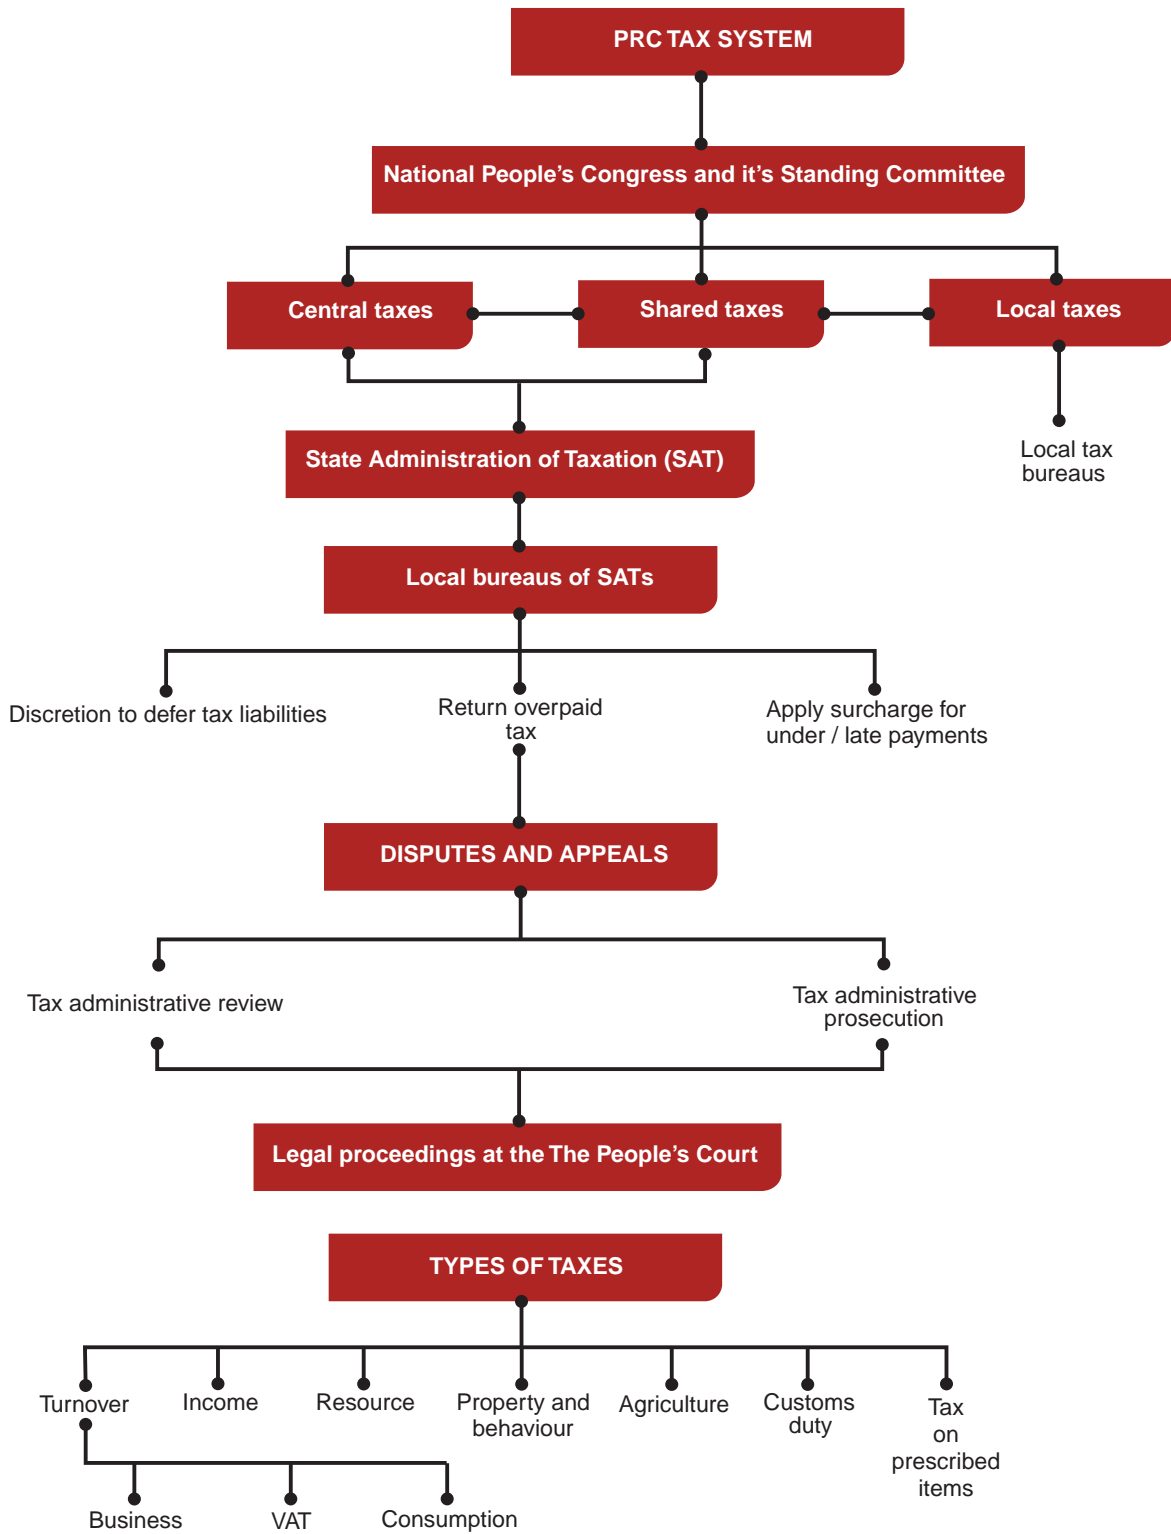 PRC TAX SYSTEM
National People's Congress and it's Standing Committee
Central taxes
Shared taxes
Local taxes
State Administration of Taxation (SAT)
Local tax
bureaus
Local bureaus of SATs
Discretion to defer tax liabilities
Return overpaid
tax
Apply surcharge for
under / late payments
DISPUTES AND APPEALS
Tax administrative review
Tax administrative
prosecution
Legal proceedings at the The People's Court
TYPES OF TAXES
Turnover
Income
Resource
Property and
behaviour
Agriculture
Customs
duty
Tax
on
prescribed
items
Business
VAT
Consumption